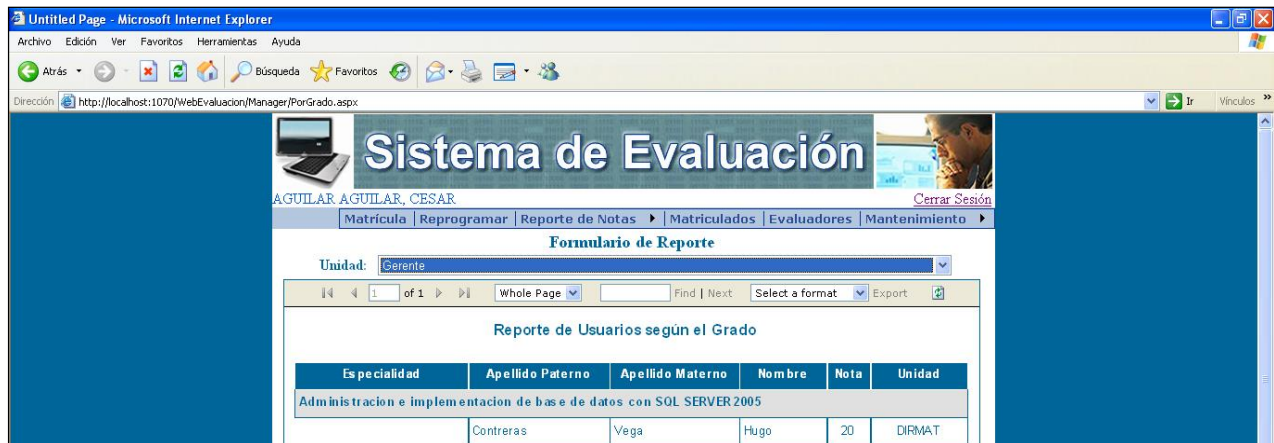 Untitled Page - Microsoft Internet Explorer
Archivo Edición Ver Favoritos Herramientas Ayuda
Atrás Búsqueda Favoritos
Dirección http://localhost:1070/WebEvaluacion/Manager/PorGrado.aspx Ir Vínculos »
Sistema de Evaluación
AGUILAR AGUILAR, CESAR Cerrar Sesión
Matrícula | Reprogramar | Reporte de Notas | Matriculados | Evaluadores | Mantenimiento
Formulario de Reporte
Unidad: Gerente
1 of 1 Whole Page Find | Next Select a format Export
Reporte de Usuarios según el Grado
Especialidad Apellido Paterno Apellido Materno Nombre Nota Unidad
Administracion e implementacion de base de datos con SQL SERVER 2005
Contreras Vega Hugo 20 DIRMAT